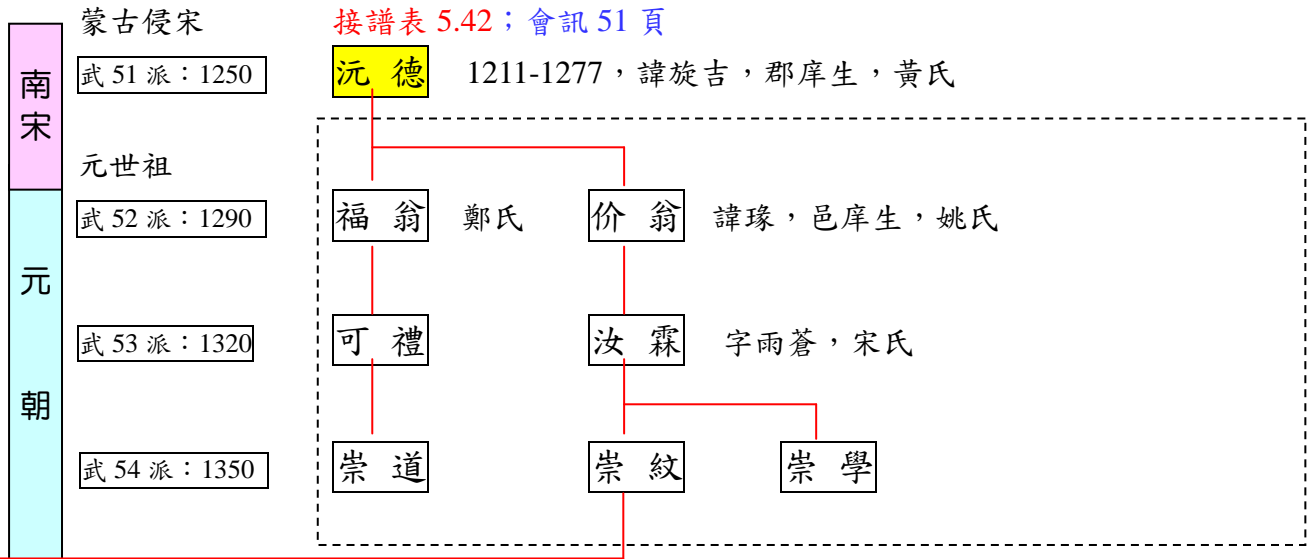 蒙古侵宋 接譜表 5.42；會訊 51 頁
南宋
武 51 派：1250 沅 德 1211-1277，諱旋吉，郡庠生，黃氏
元世祖
元朝
武 52 派：1290 福 翁 鄭氏 价 翁 諱瑑，邑庠生，姚氏
武 53 派：1320 可 禮 汝 霖 字雨蒼，宋氏
武 54 派：1350 崇 道 崇 紋 崇 學